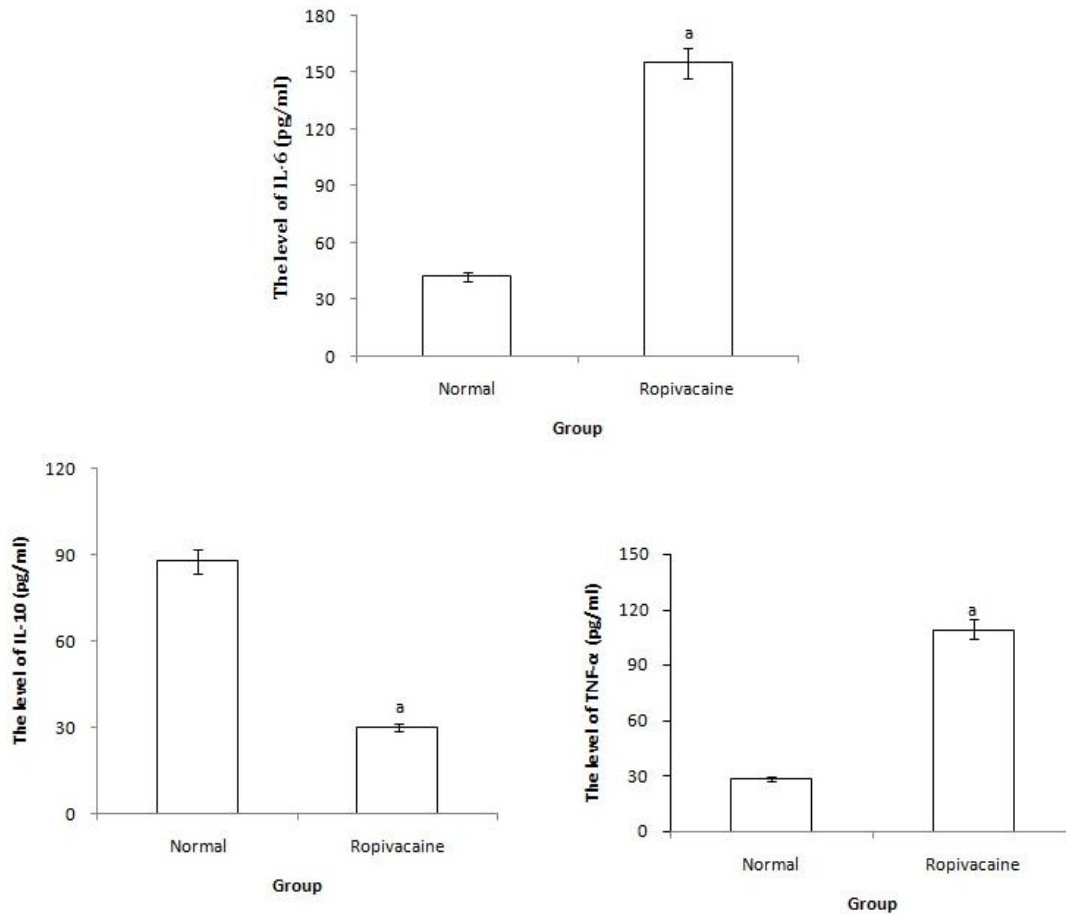 The level of IL-6 (pg/ml)
180
150
120
90
60
30
0
a
Normal Ropivacaine
Group
The level of IL-10 (pg/ml)
120
90
60
30
0
a
Normal Ropivacaine
Group
The level of TNF-α (pg/ml)
150
120
90
60
30
0
a
Normal Ropivacaine
Group